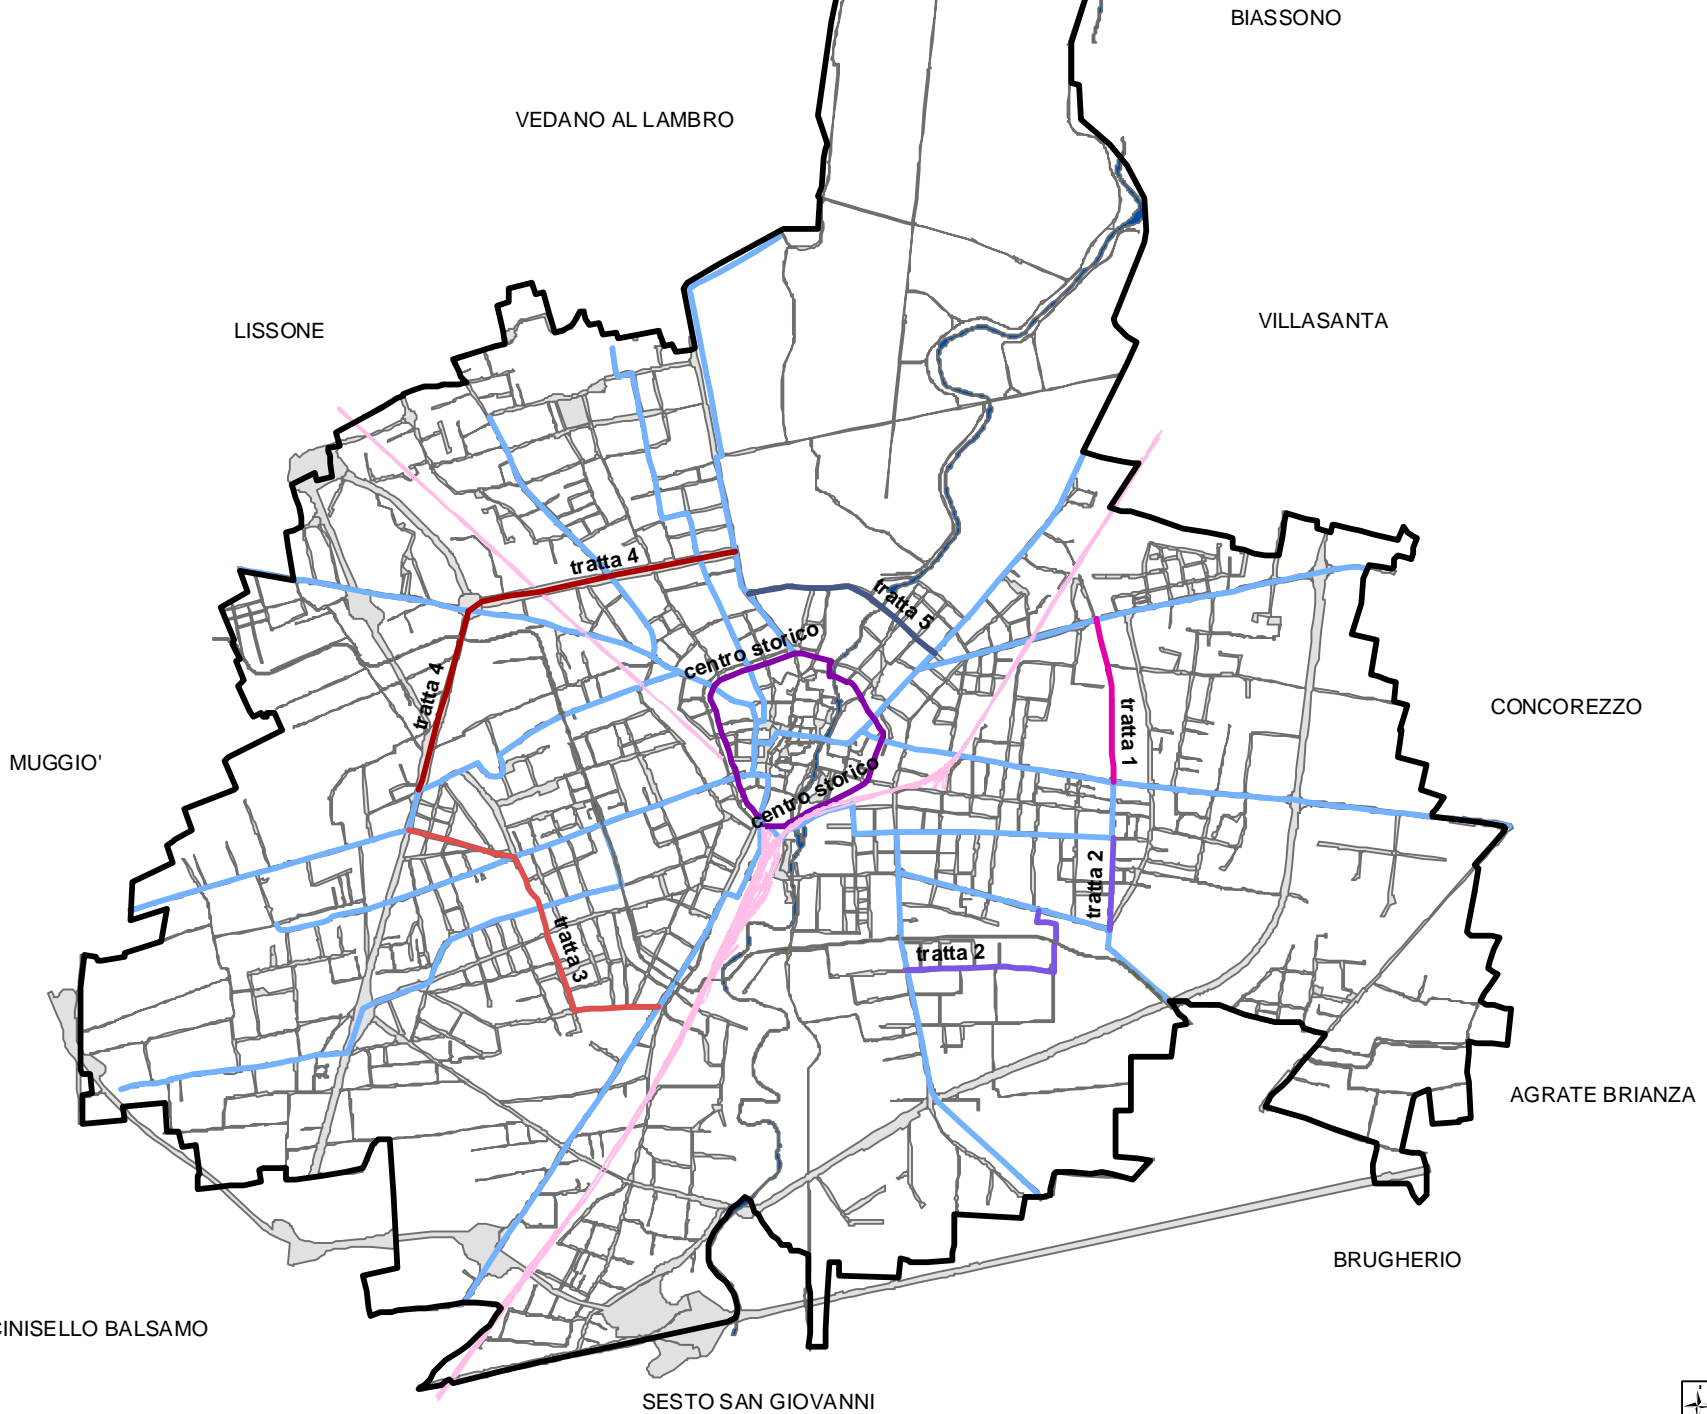 BIASSONO
VEDANO AL LAMBRO
VILLASANTA
LISSONE
tratta 4
tratta 5
centro storico
tratta 4
tratta 1
CONCOREZZO
MUGGIO'
centro storico
tratta 2
tratta 3
tratta 2
AGRATE BRIANZA
BRUGHERIO
CINISELLO BALSAMO
SESTO SAN GIOVANNI